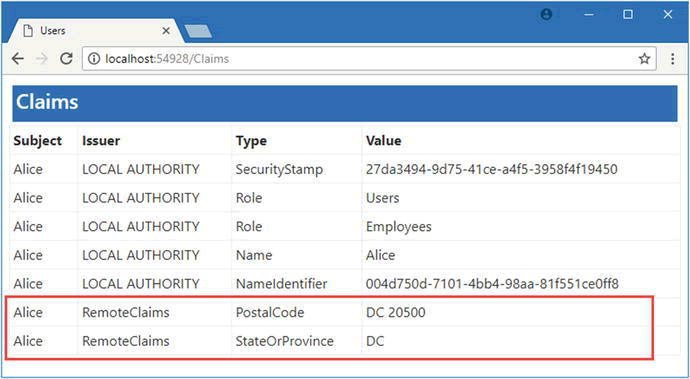 Users
localhost:54928/Claims
Claims
Subject Issuer Type Value
Alice LOCAL AUTHORITY SecurityStamp 27da3494-9d75-41ce-a4f5-3958f4f19450
Alice LOCAL AUTHORITY Role Users
Alice LOCAL AUTHORITY Role Employees
Alice LOCAL AUTHORITY Name Alice
Alice LOCAL AUTHORITY NameIdentifier 004d750d-7101-4bb4-98aa-81f551ce0ff8
Alice RemoteClaims PostalCode DC 20500
Alice RemoteClaims StateOrProvince DC